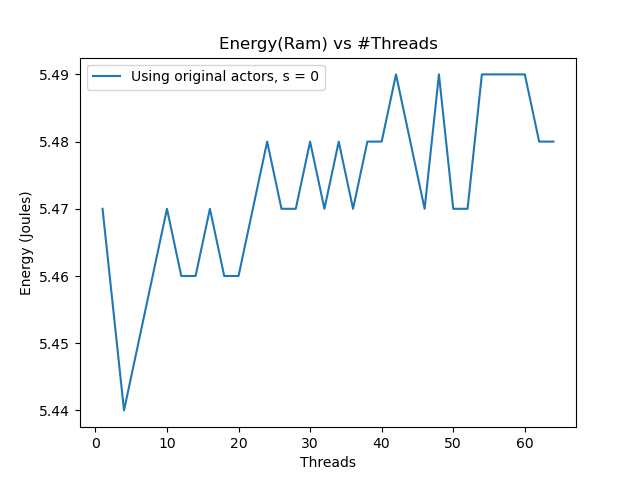 Energy(Ram) vs #Threads
Using original actors, s = 0
5.49
5.48
5.47
5.46
5.45
5.44
Energy (Joules)
0 10 20 30 40 50 60
Threads